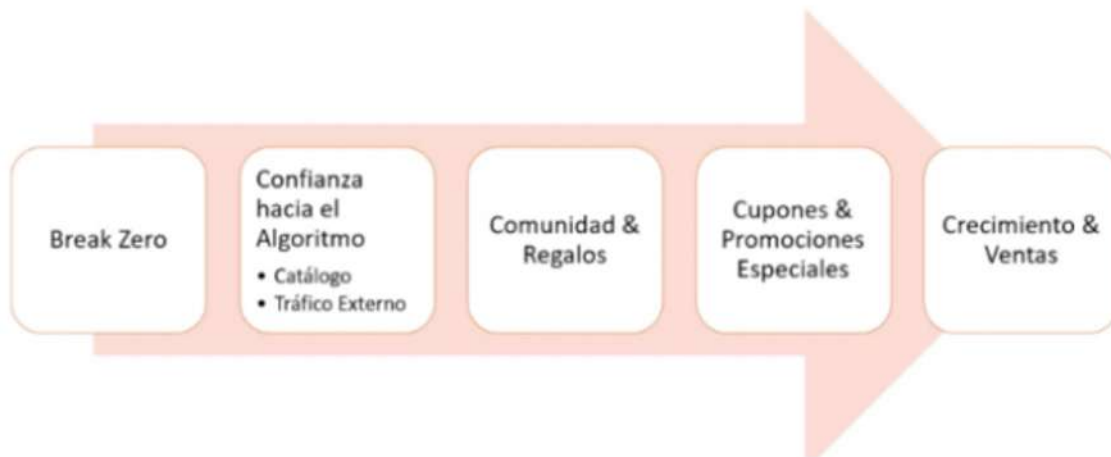 Break Zero
Confianza
hacia el
Algoritmo
• Catálogo
• Tráfico Externo
Comunidad &
Regalos
Cupones &
Promociones
Especiales
Crecimiento &
Ventas